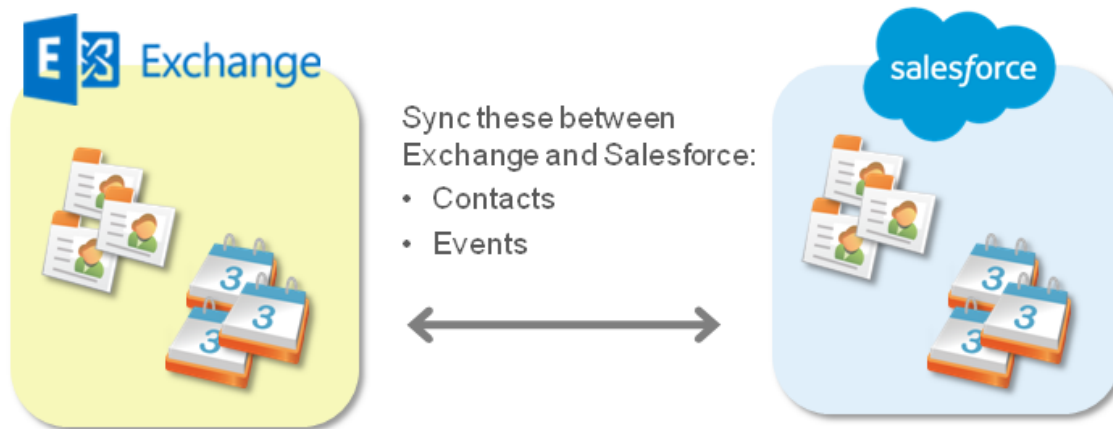 E Exchange
salesforce
Sync these between
Exchange and Salesforce:
• Contacts
• Events
3
3
3
3
3
3